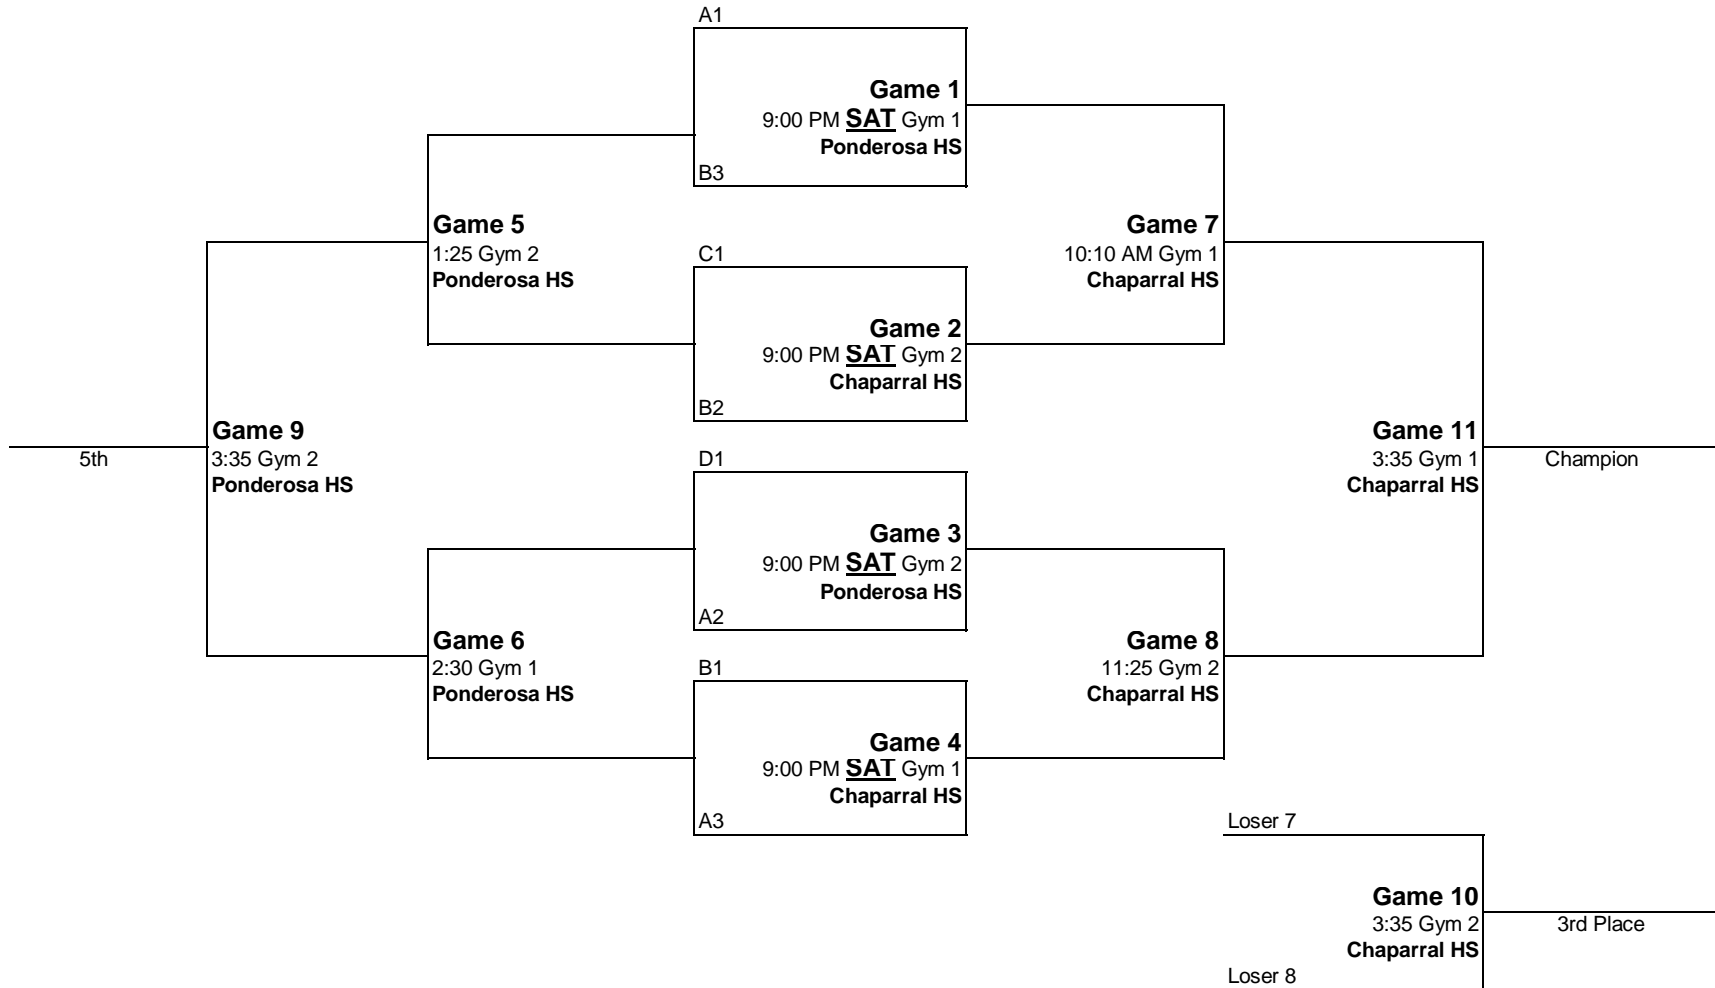 A1
Game 1
9:00 PM SAT Gym 1
Ponderosa HS
B3
Game 5
1:25 Gym 2
Ponderosa HS
Game 7
10:10 AM Gym 1
Chaparral HS
C1
Game 2
9:00 PM SAT Gym 2
Chaparral HS
B2
Game 9
3:35 Gym 2
Ponderosa HS
5th
Game 11
3:35 Gym 1
Chaparral HS
Champion
D1
Game 3
9:00 PM SAT Gym 2
Ponderosa HS
A2
Game 6
2:30 Gym 1
Ponderosa HS
Game 8
11:25 Gym 2
Chaparral HS
B1
Game 4
9:00 PM SAT Gym 1
Chaparral HS
A3
Loser 7
Game 10
3:35 Gym 2
Chaparral HS
3rd Place
Loser 8